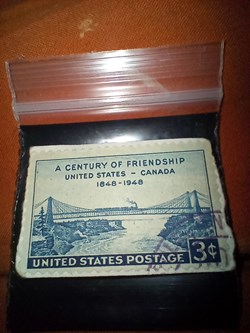 A CENTURY OF FRIENDSHIP
UNITED STATES – CANADA
1848-1948
UNITED STATES POSTAGE 3¢